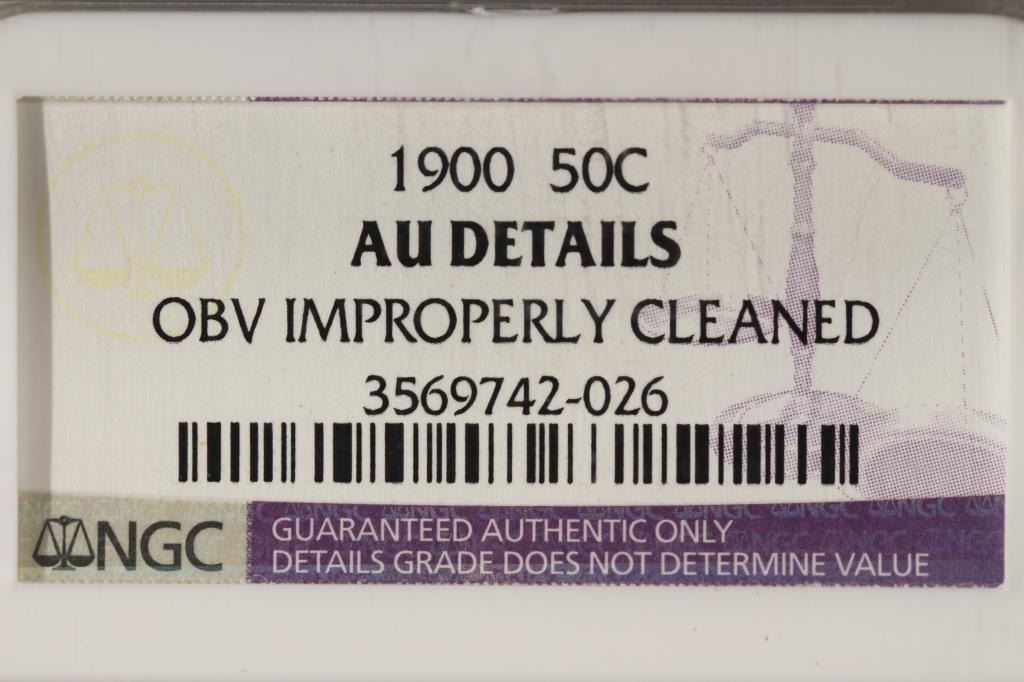 1900 50C
AU DETAILS
OBV IMPROPERLY CLEANED
3569742-026
NGC
GUARANTEED AUTHENTIC ONLY
DETAILS GRADE DOES NOT DETERMINE VALUE